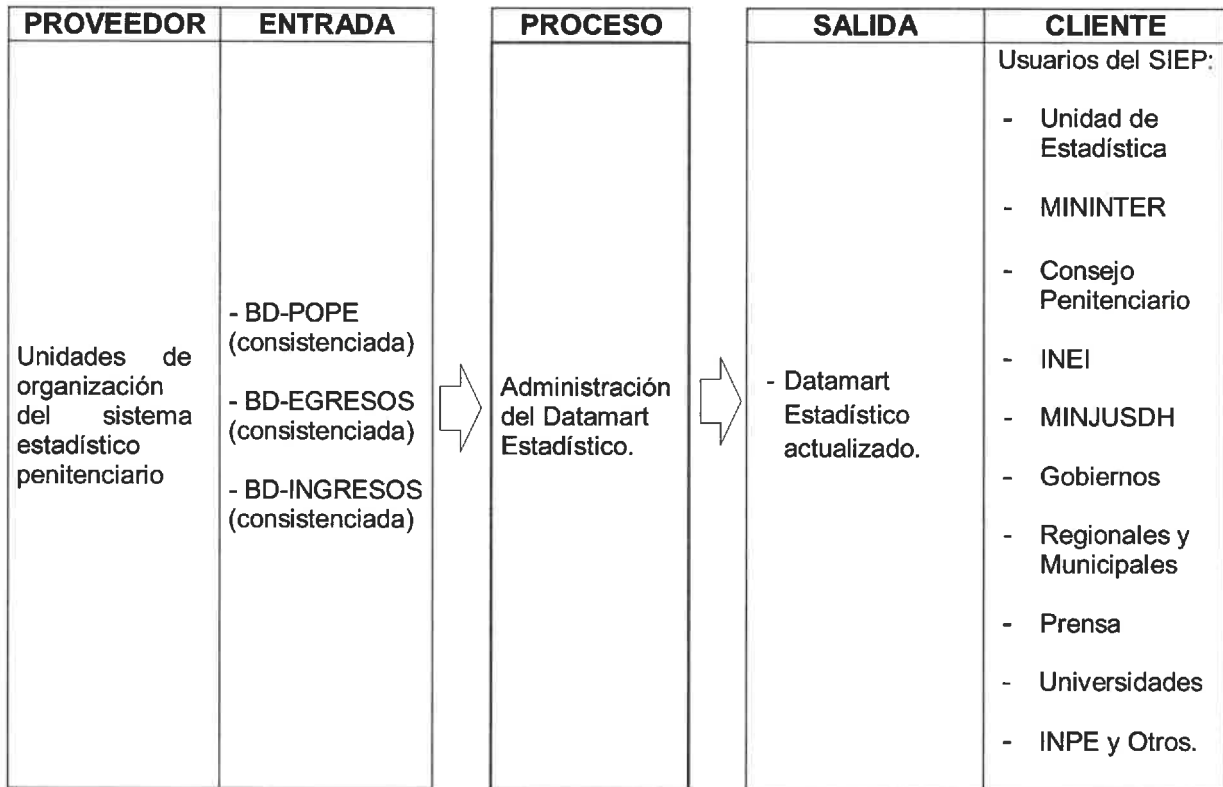 PROVEEDOR
ENTRADA
PROCESO
SALIDA
CLIENTE
Unidades de
organización
del sistema
estadístico
penitenciario
- BD-POPE
(consistenciada)
- BD-EGRESOS
(consistenciada)
- BD-INGRESOS
(consistenciada)
Administración
del Datamart
Estadístico.
- Datamart
Estadístico
actualizado.
Usuarios del SIEP:
- Unidad de
Estadística
- MININTER
- Consejo
Penitenciario
- INEI
- MINJUSDH
- Gobiernos
- Regionales y
Municipales
- Prensa
- Universidades
- INPE y Otros.